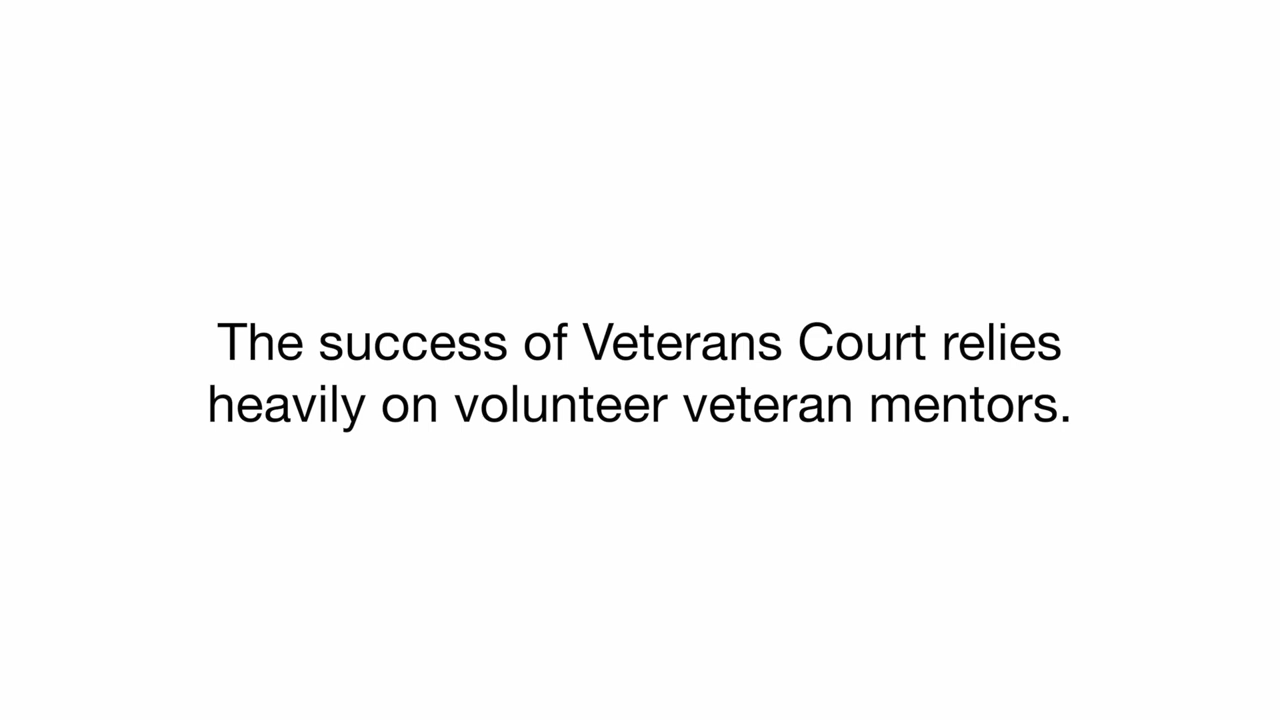 The success of Veterans Court relies
heavily on volunteer veteran mentors.